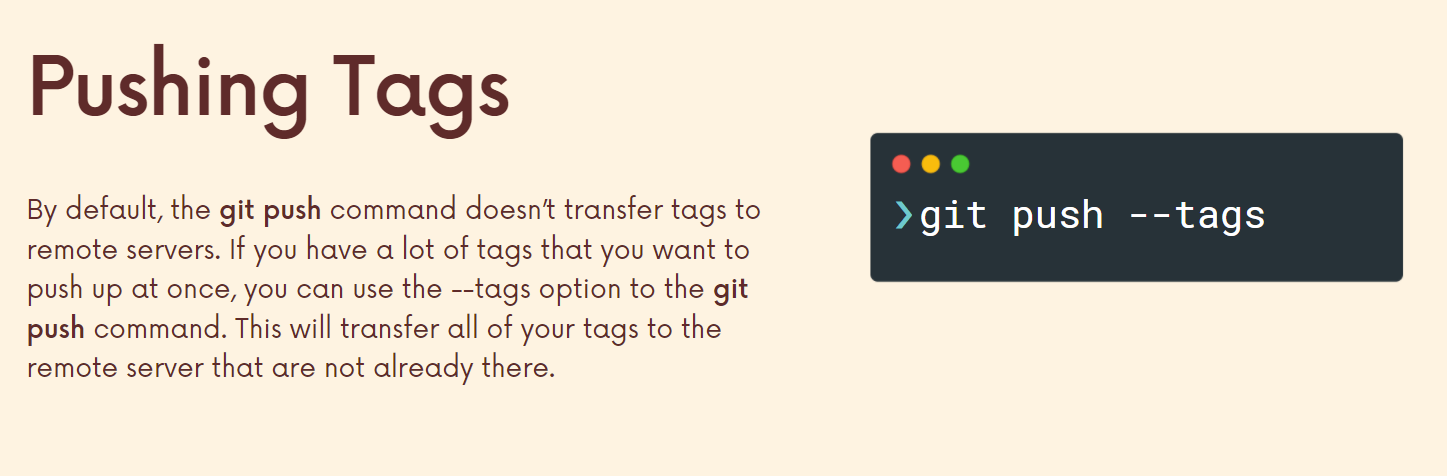 Pushing Tags
By default, the git push command doesn’t transfer tags to
remote servers. If you have a lot of tags that you want to
push up at once, you can use the --tags option to the git
push command. This will transfer all of your tags to the
remote server that are not already there.
❯git push --tags